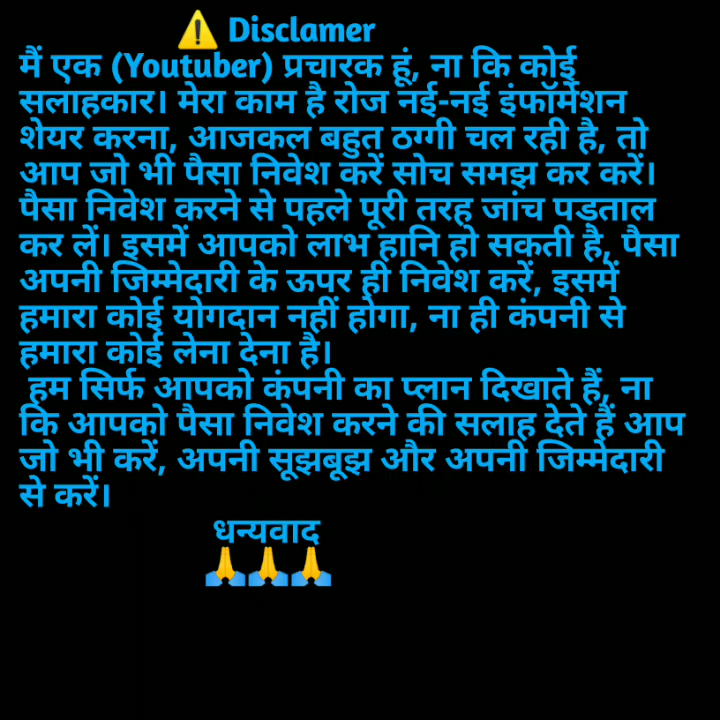 ⚠️ Disclamer
मैं एक (Youtuber) प्रचारक हूं, ना कि कोई
सलाहकार। मेरा काम है रोज नई-नई इंफॉर्मेशन
शेयर करना, आजकल बहुत ठग्गी चल रही है, तो
आप जो भी पैसा निवेश करें सोच समझ कर करें।
पैसा निवेश करने से पहले पूरी तरह जांच पड़ताल
कर लें। इसमें आपको लाभ हानि हो सकती है, पैसा
अपनी जिम्मेदारी के ऊपर ही निवेश करें, इसमें
हमारा कोई योगदान नहीं होगा, ना ही कंपनी से
हमारा कोई लेना देना है।
हम सिर्फ आपको कंपनी का प्लान दिखाते हैं, ना
कि आपको पैसा निवेश करने की सलाह देते हैं आप
जो भी करें, अपनी सूझबूझ और अपनी जिम्मेदारी
से करें।
धन्यवाद
🙏🙏🙏